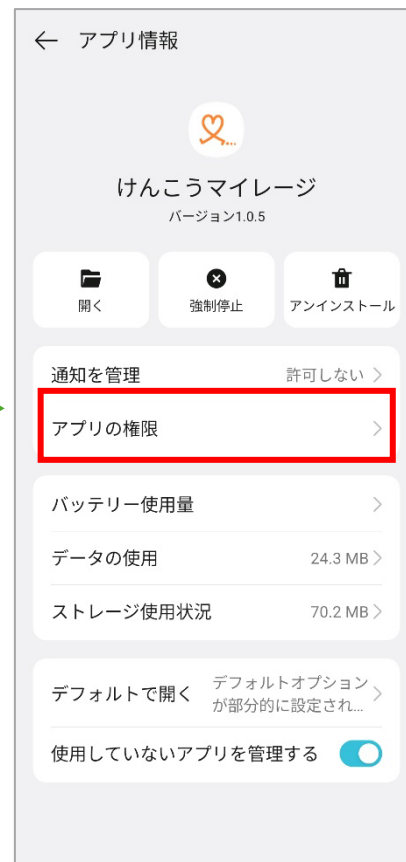 ← アプリ情報
けんこうマイレージ
バージョン1.0.5
開く
強制停止
アンインストール
通知を管理 許可しない >
アプリの権限 >
バッテリー使用量 >
データの使用 24.3 MB >
ストレージ使用状況 70.2 MB >
デフォルトで開く デフォルトオプション
が部分的に設定され... >
使用していないアプリを管理する